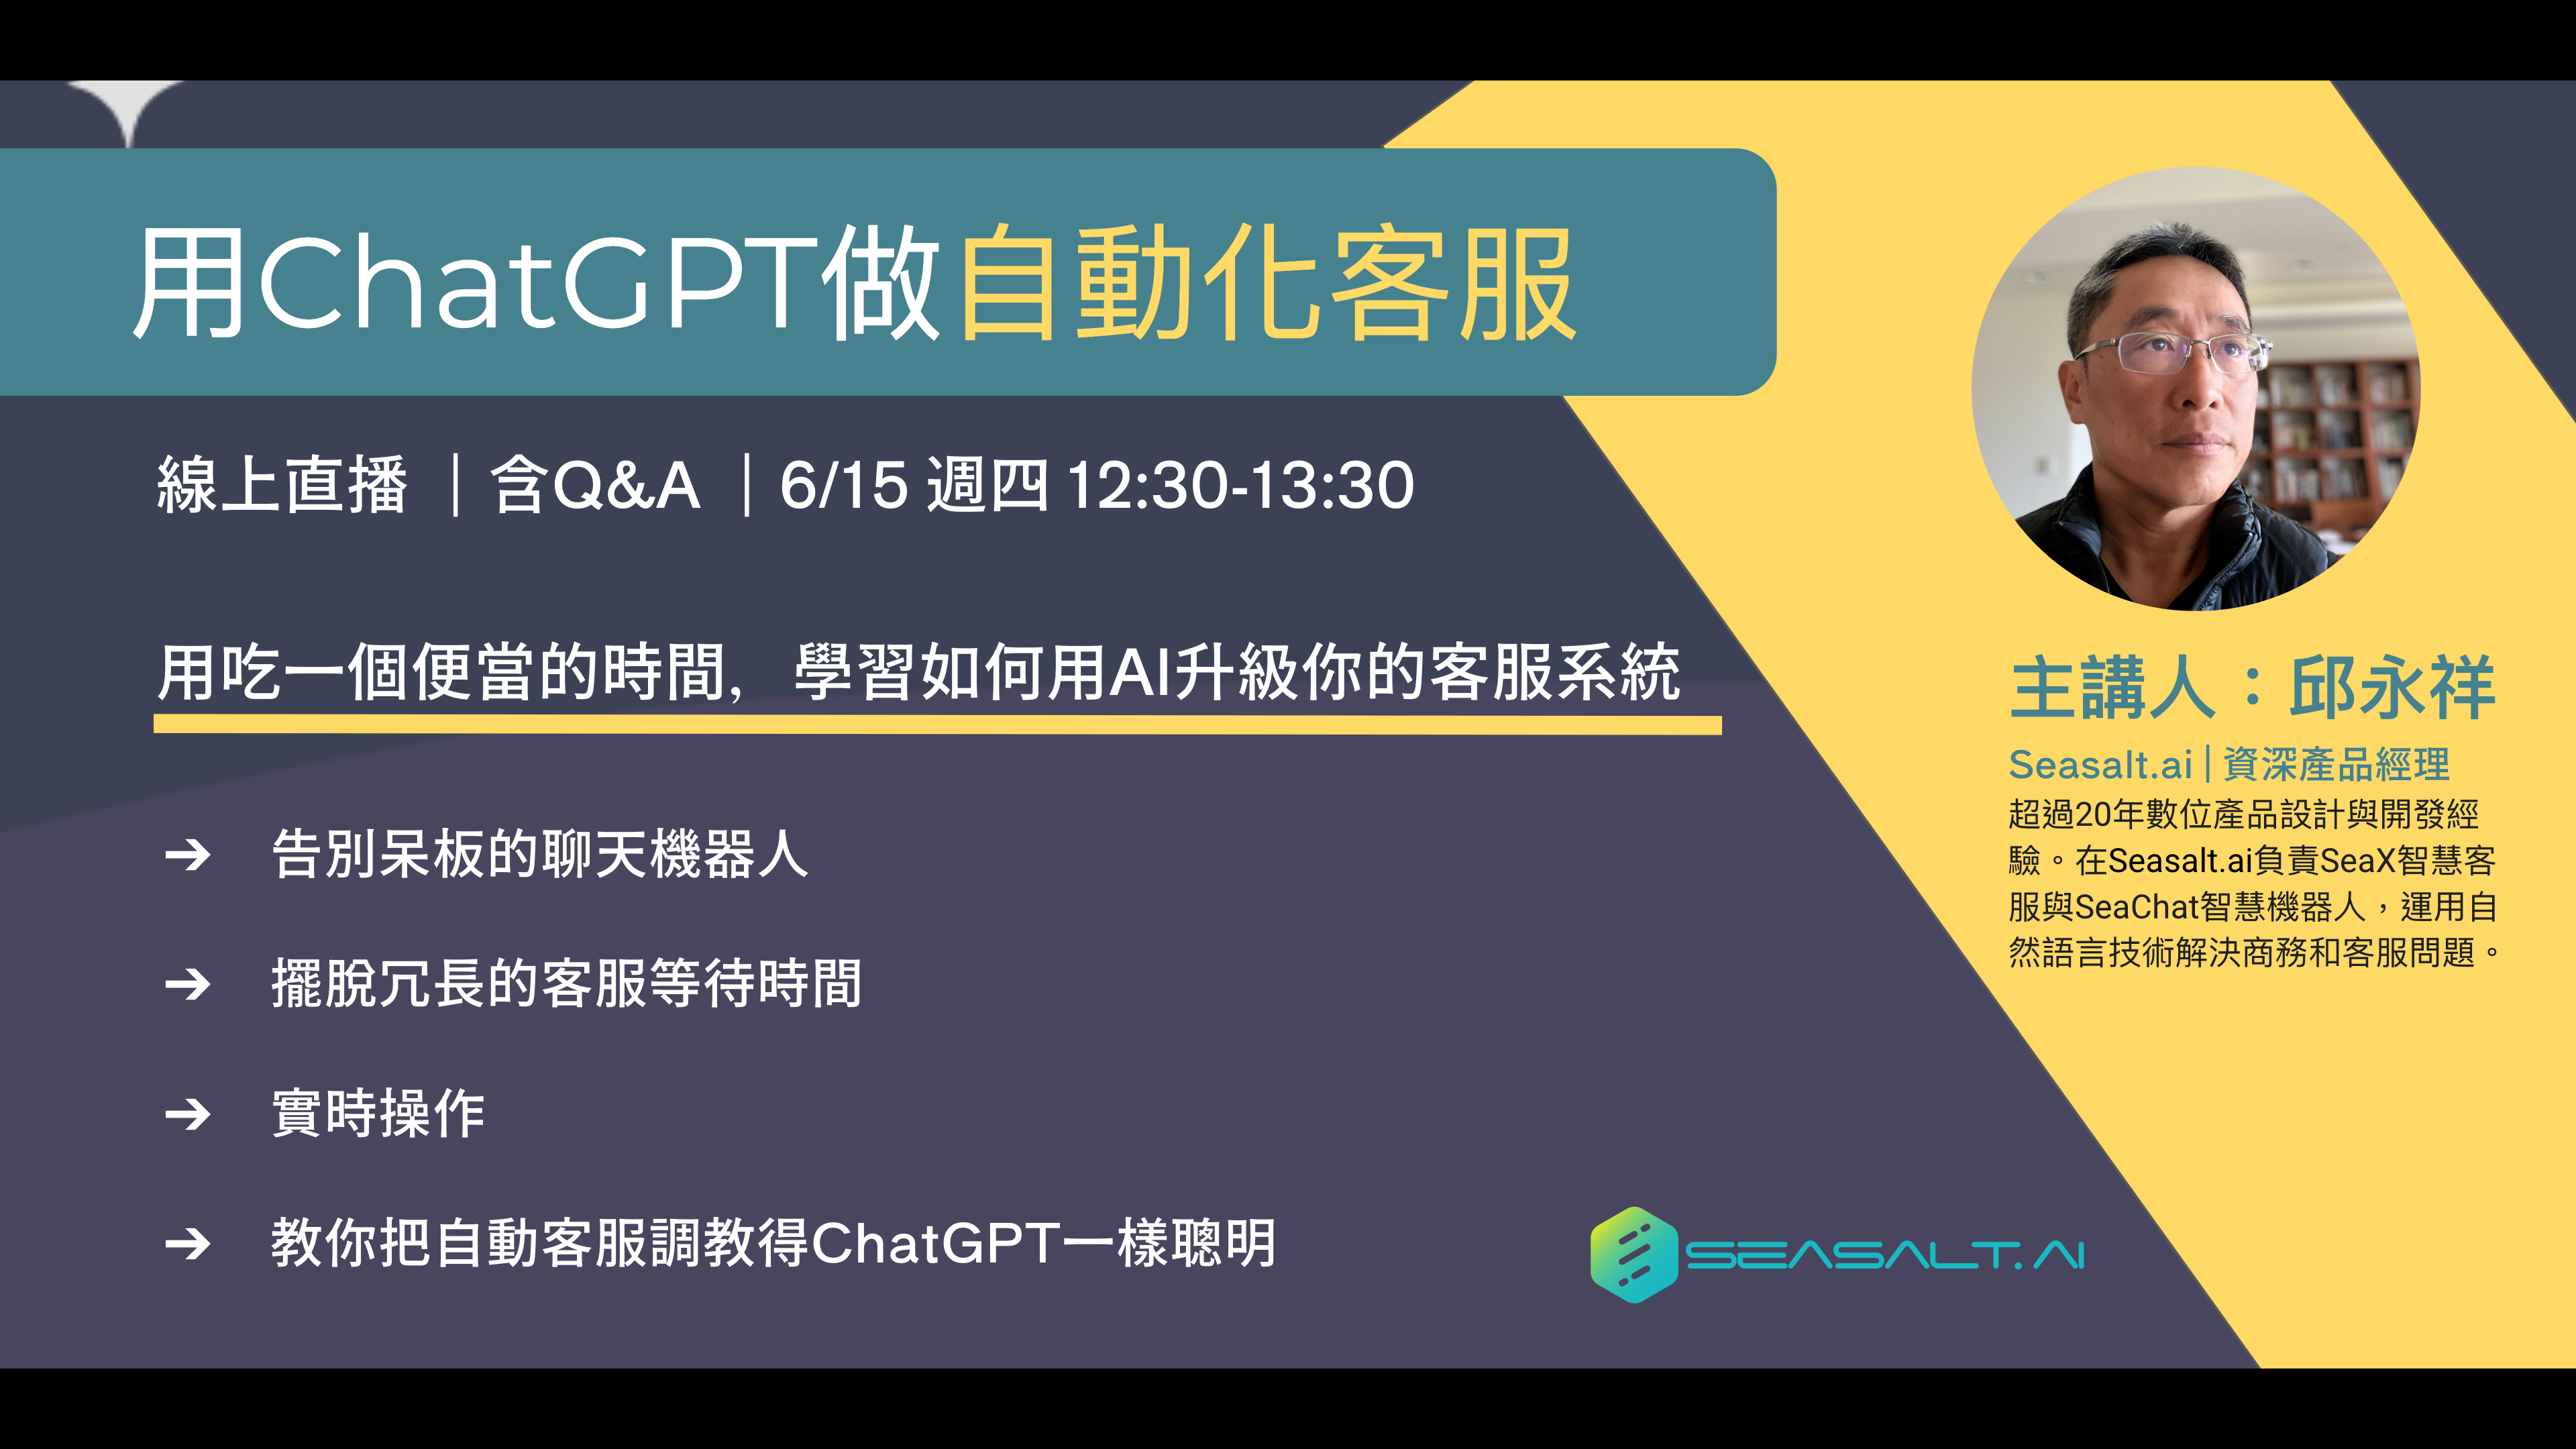 用ChatGPT做自動化客服
線上直播 | 含Q&A | 6/15 週四 12:30-13:30
用吃一個便當的時間，學習如何用AI升級你的客服系統
➔ 告別呆板的聊天機器人
➔ 擺脫冗長的客服等待時間
➔ 實時操作
➔ 教你把自動客服調教得ChatGPT一樣聰明
主講人：邱永祥
Seasalt.ai | 資深產品經理
超過20年數位產品設計與開發經
驗。在Seasalt.ai負責SeaX智慧客
服與SeaChat智慧機器人，運用自
然語言技術解決商務和客服問題。
SEASALT.AI